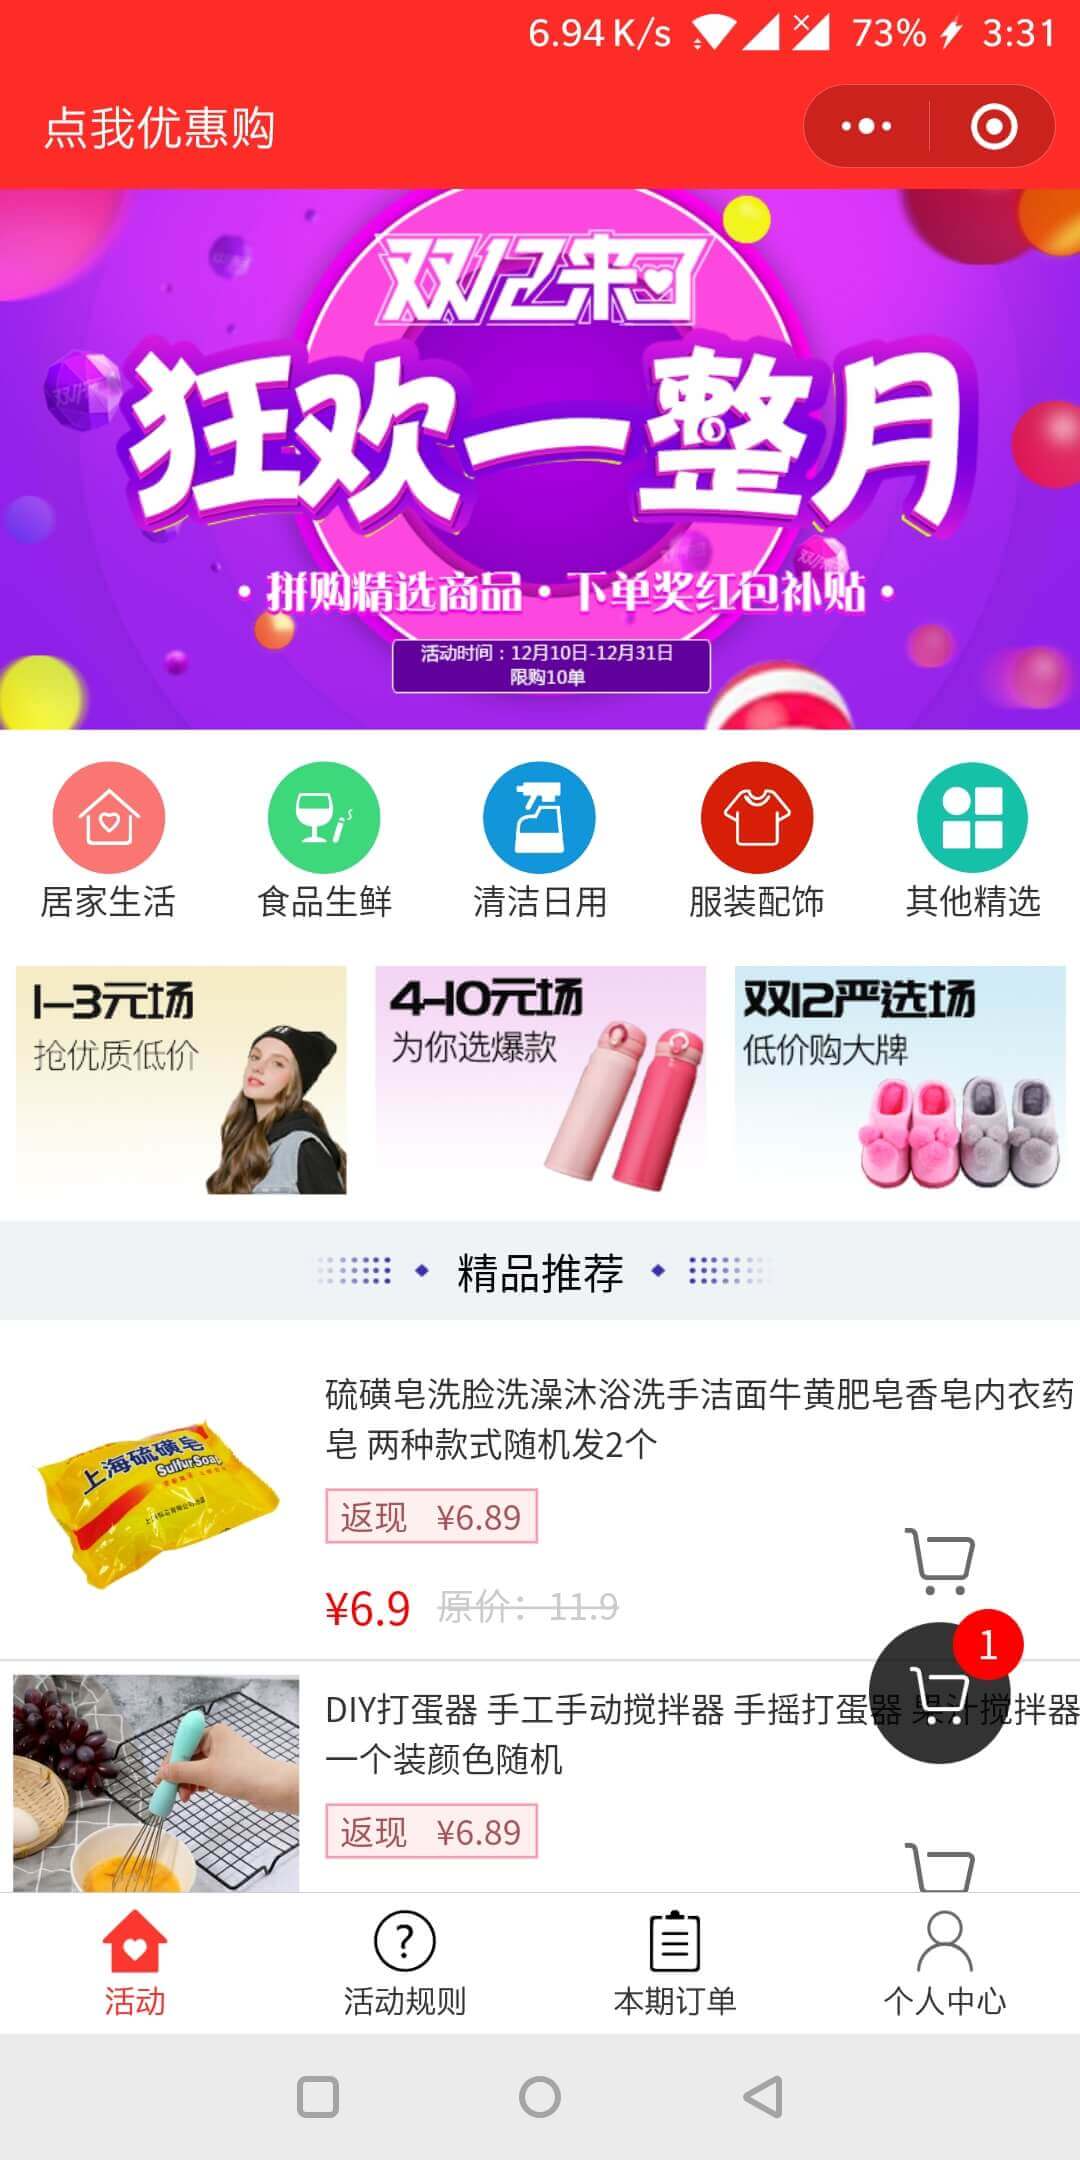 6.94 K/s 73% 3:31
点我优惠购
双12来了
狂欢一整月
·拼购精选商品·下单奖红包补贴·
活动时间：12月10日-12月31日
限购10单
居家生活 食品生鲜 清洁日用 服装配饰 其他精选
1-3元场
抢优质低价
4-10元场
为你选爆款
双12严选场
低价购大牌
精品推荐
上海硫磺皂
Sulfur Soap
硫磺皂洗脸洗澡沐浴洗手洁面牛黄肥皂香皂内衣药
皂 两种款式随机发2个
返现 ¥6.89
¥6.9 原价：11.9
1
DIY打蛋器 手工手动搅拌器 手摇打蛋器 果汁搅拌器
一个装颜色随机
返现 ¥6.89
活动 活动规则 本期订单 个人中心